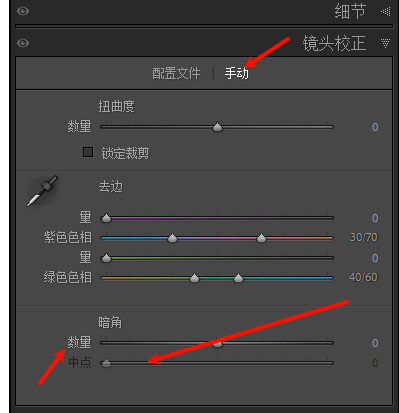 细节
镜头校正
配置文件 | 手动
扭曲度
数量 0
锁定裁剪
去边
量 0
紫色色相 30/70
量 0
绿色色相 40/60
暗角
数量 0
中点 0